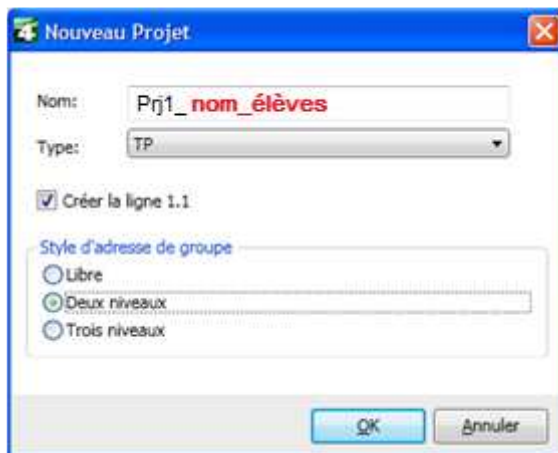 4 Nouveau Projet
Nom: Prj1_ nom_élèves
Type: TP
Créer la ligne 1.1
Style d'adresse de groupe
Libre
Deux niveaux
Trois niveaux
OK Annuler